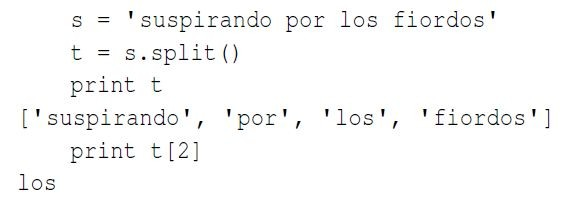 s = 'suspirando por los fiordos'
t = s.split()
print t
['suspirando', 'por', 'los', 'fiordos']
print t[2]
los